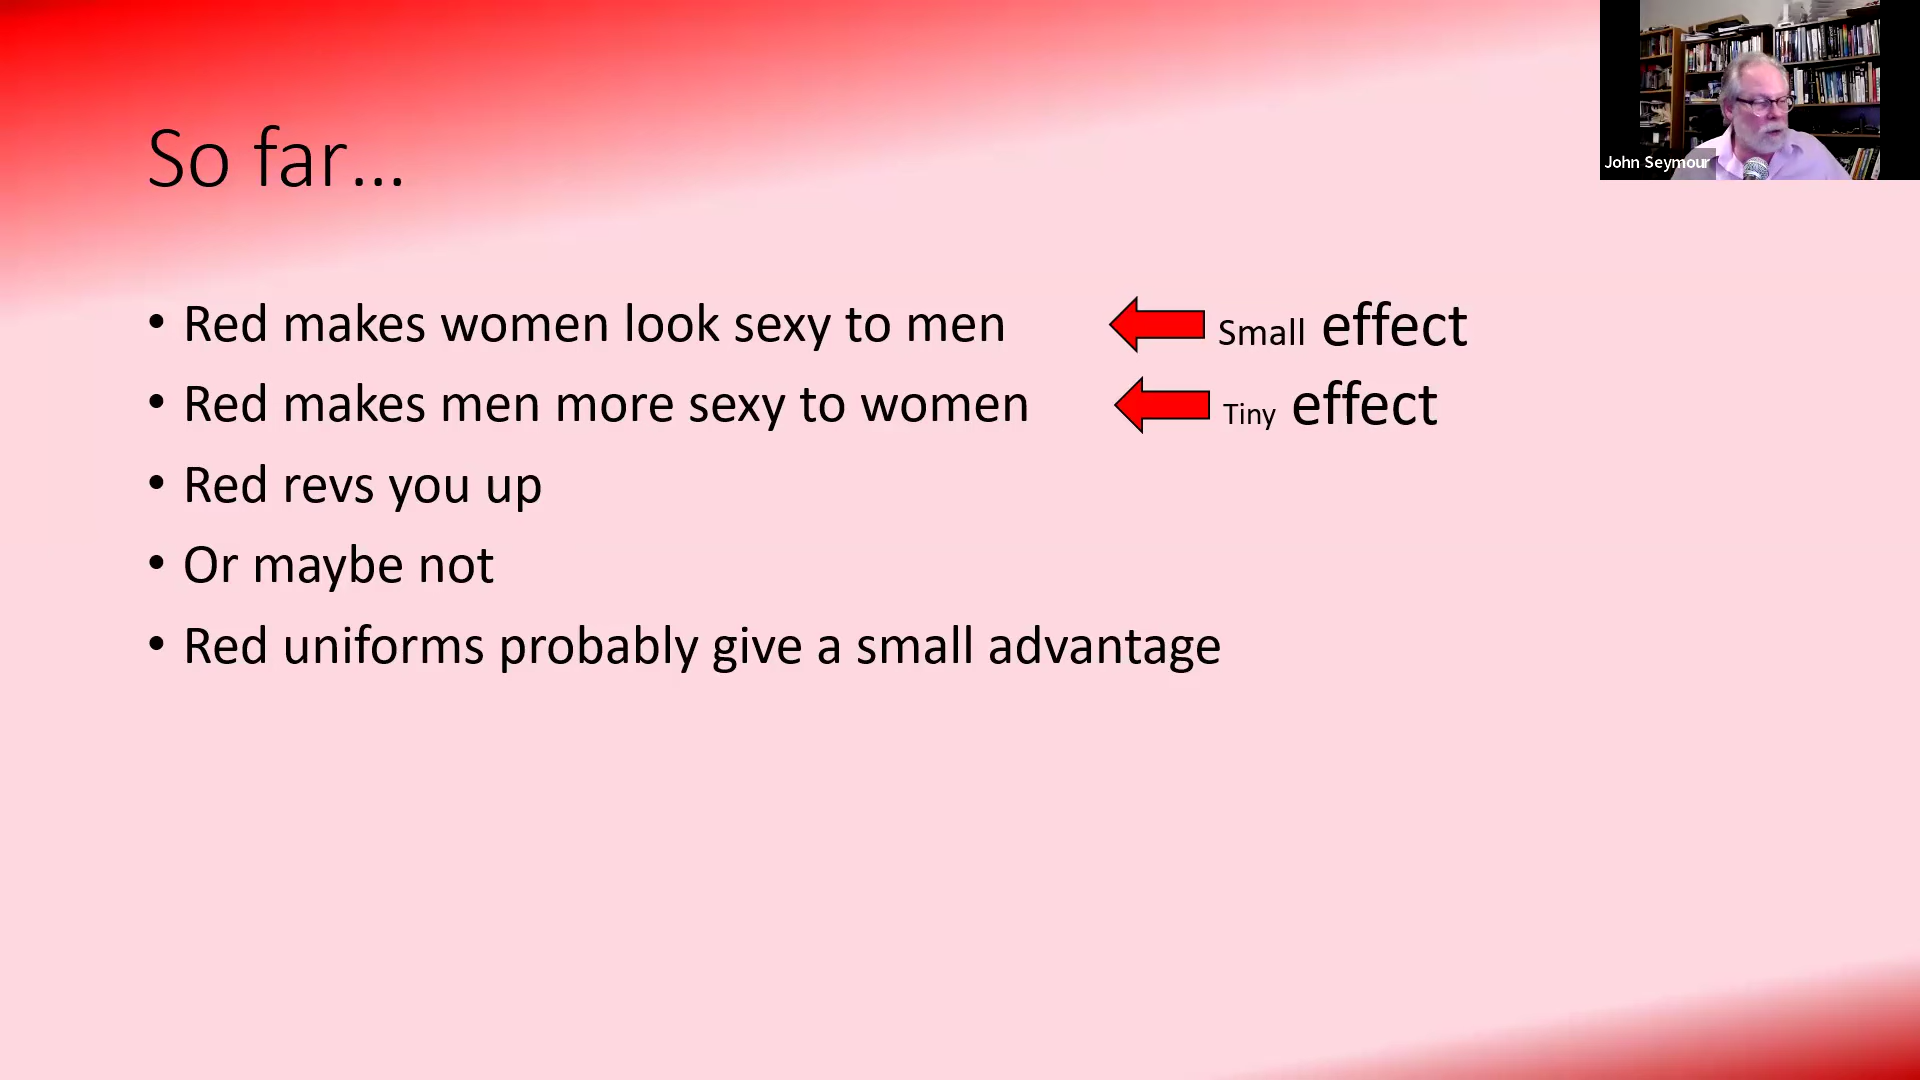 John Seymour
So far…
• Red makes women look sexy to men Small effect
• Red makes men more sexy to women Tiny effect
• Red revs you up
• Or maybe not
• Red uniforms probably give a small advantage